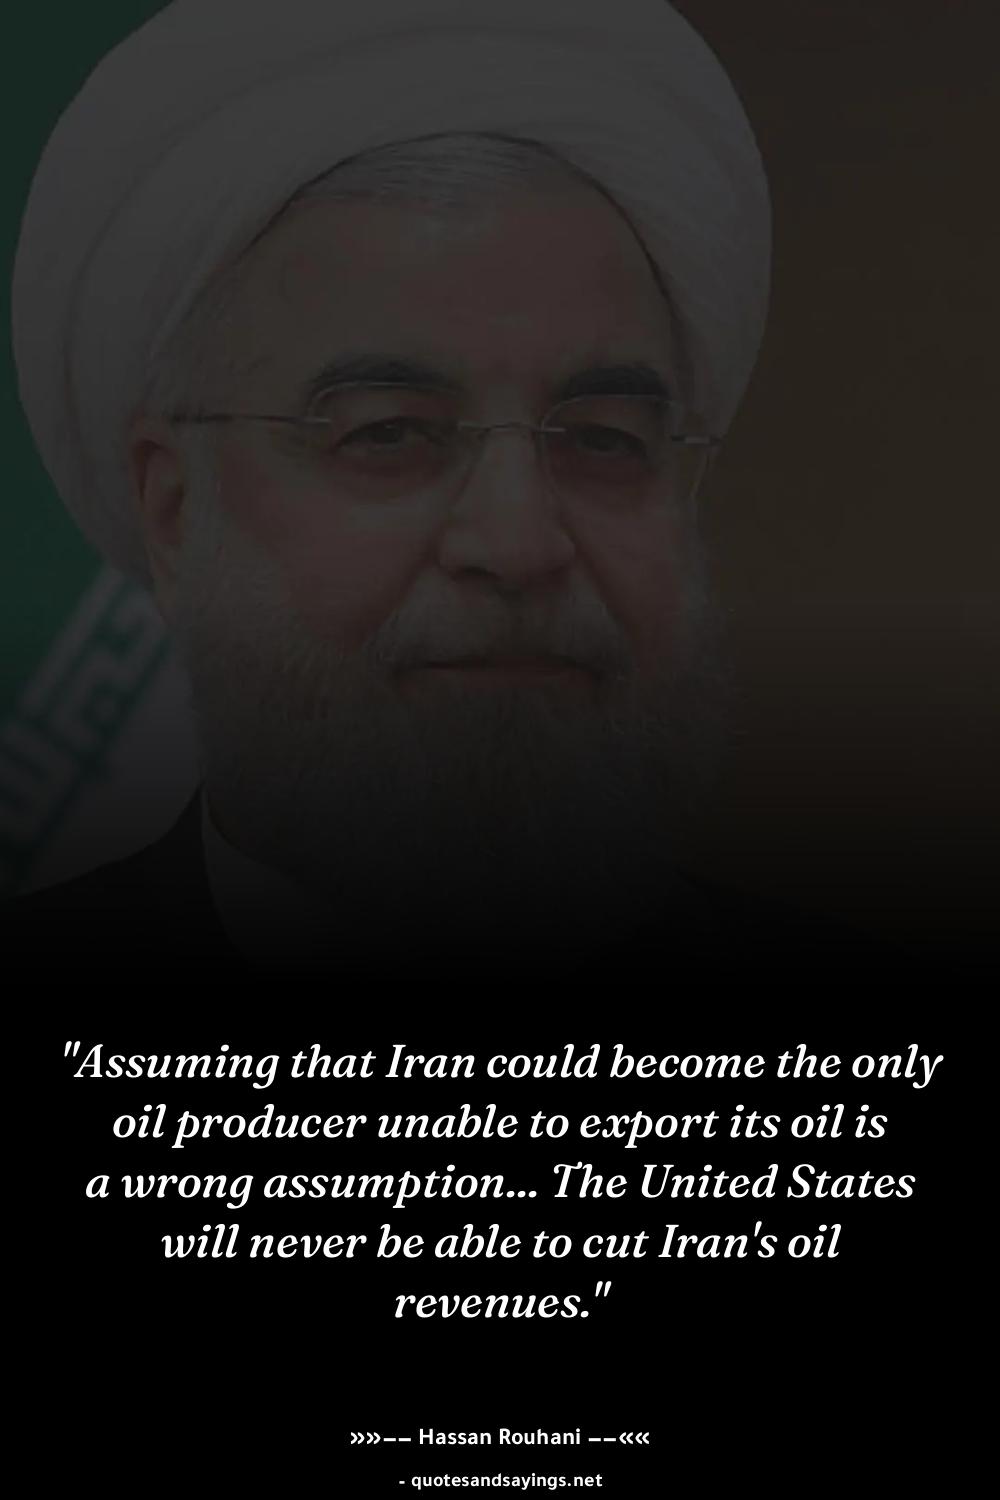 "Assuming that Iran could become the only
oil producer unable to export its oil is
a wrong assumption... The United States
will never be able to cut Iran's oil
revenues."
»»−− Hassan Rouhani −−««
- quotesandsayings.net